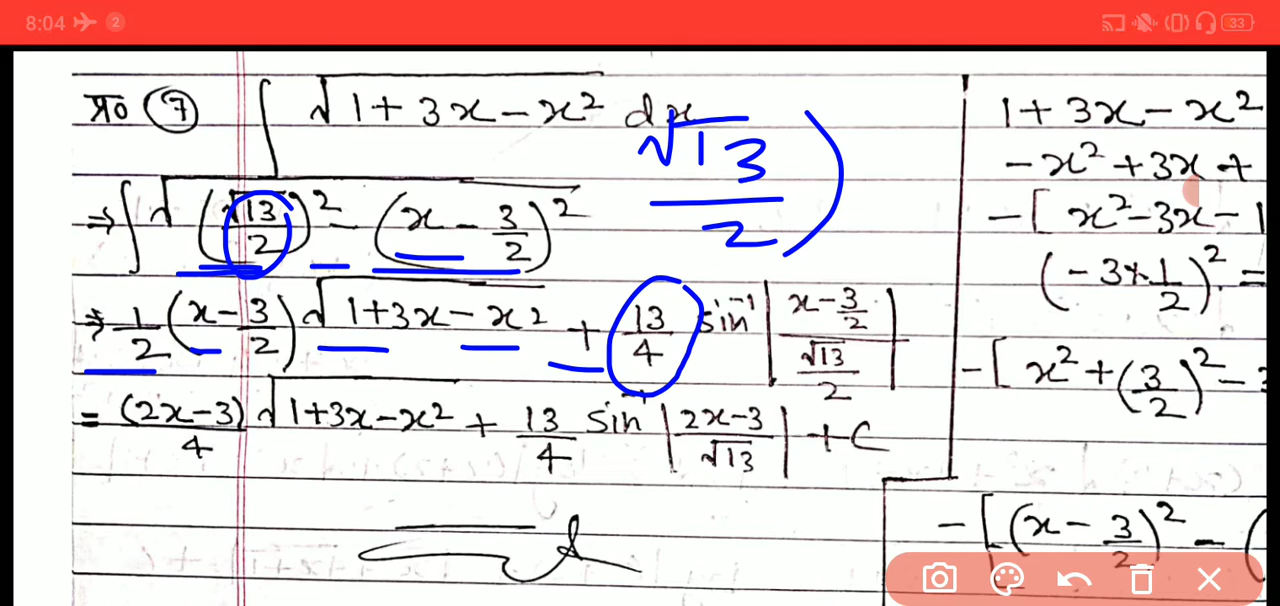 8:04 2 33
प्र० ⑦ ∫ √(1 + 3x − x²) dx
⇒ ∫ √((√13/2)² − (x − 3/2)²)
⇒ 1/2 (x − 3/2) √(1+3x − x²) + 13/4 sin⁻¹ |(x − 3/2)/(√13/2)|
= (2x−3)/4 √(1+3x−x² ) + 13/4 sin⁻¹ |(2x−3)/√13| + C
√13/2 )
1 + 3x − x²
− x² + 3x +
− [ x² − 3x − 1
(−3 × 1/2)² =
− [ x² + (3/2)² − 3
− [ (x − 3/2)² − (